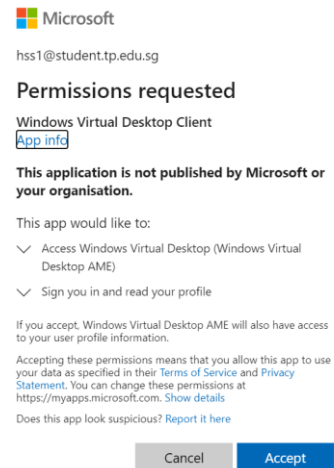 Microsoft
hss1@student.tp.edu.sg
Permissions requested
Windows Virtual Desktop Client
App info
This application is not published by Microsoft or
your organisation.
This app would like to:
Access Windows Virtual Desktop (Windows Virtual
Desktop AME)
Sign you in and read your profile
If you accept, Windows Virtual Desktop AME will also have access
to your user profile information.
Accepting these permissions means that you allow this app to use
your data as specified in their Terms of Service and Privacy
Statement. You can change these permissions at
https://myapps.microsoft.com. Show details
Does this app look suspicious? Report it here
Cancel
Accept